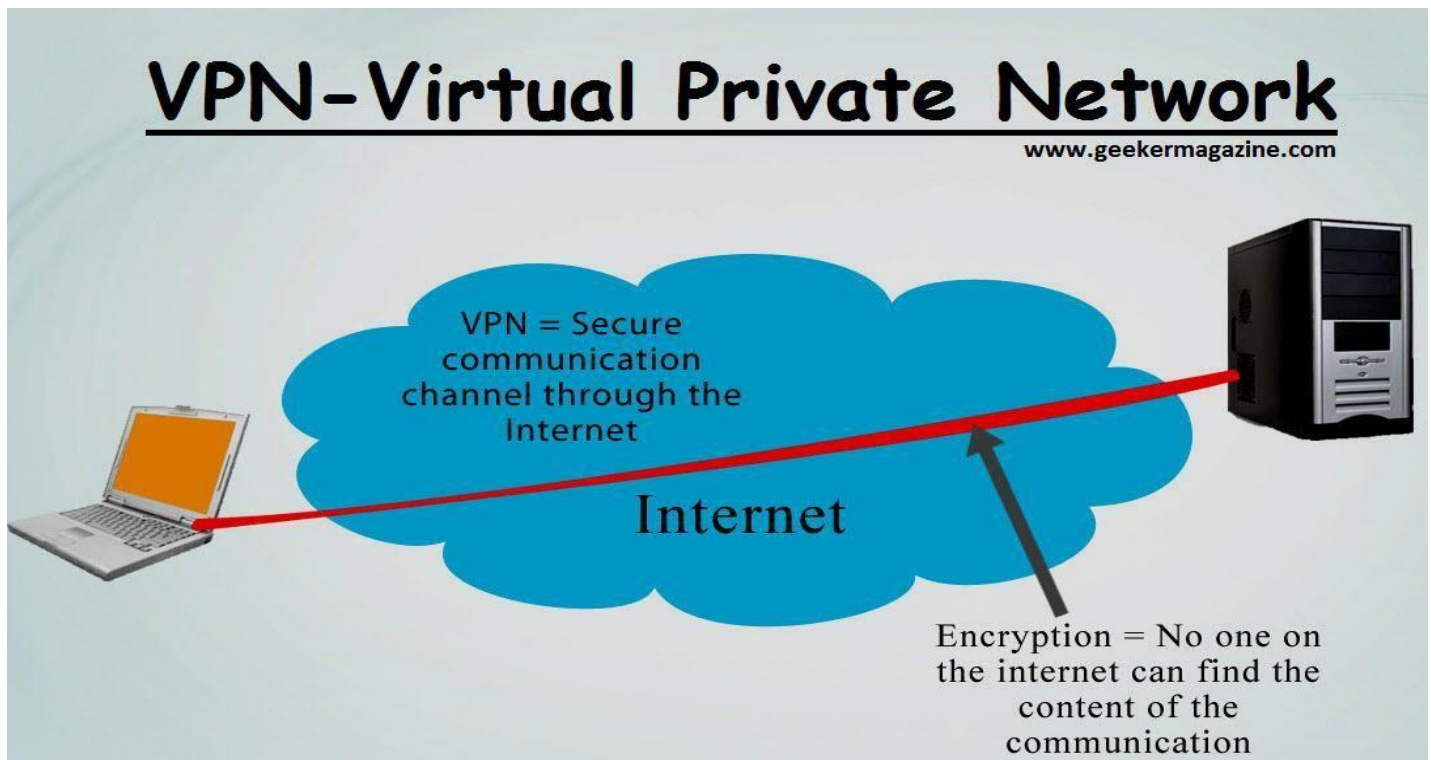 VPN-Virtual Private Network
www.geekermagazine.com
VPN = Secure
communication
channel through the
Internet
Internet
Encryption = No one on
the internet can find the
content of the
communication